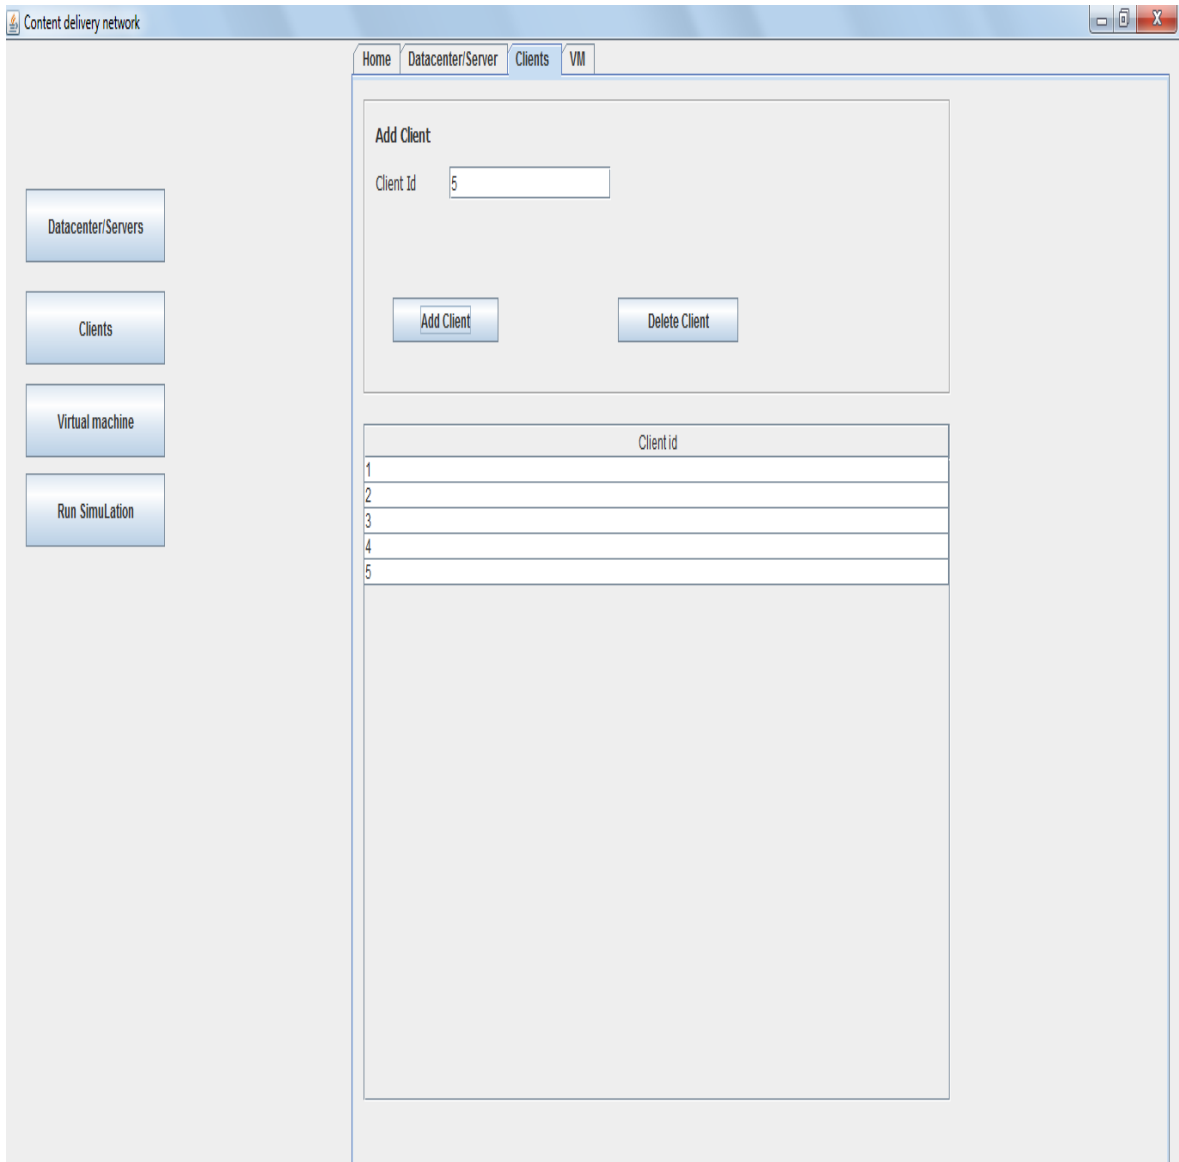 Content delivery network
Home Datacenter/Server Clients VM
Add Client
Client Id 5
Datacenter/Servers
Clients
Virtual machine
Run SimuLation
Add Client Delete Client
Client id
1
2
3
4
5